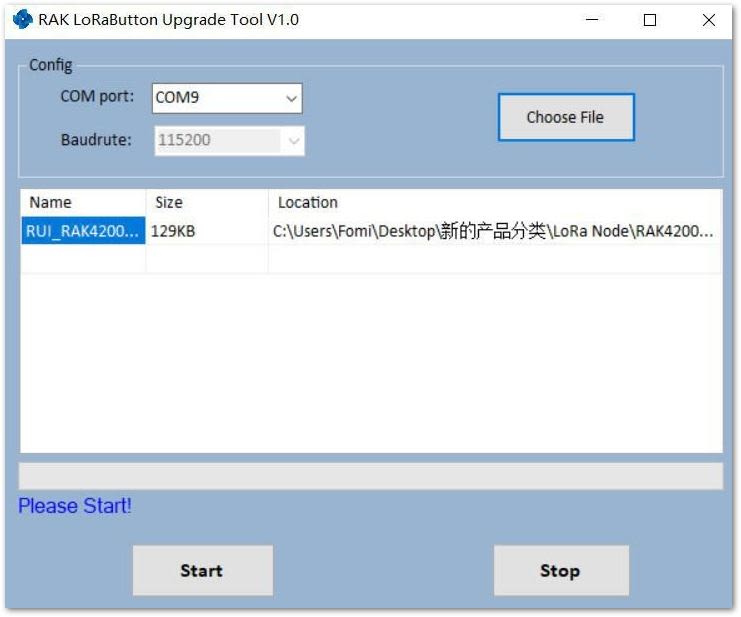 RAK LoRaButton Upgrade Tool V1.0
Config
COM port: COM9
Choose File
Baudrute: 115200
Name Size Location
RUI_RAK4200... 129KB C:\Users\Fomi\Desktop\新的产品分类\LoRa Node\RAK4200...
Please Start!
Start Stop